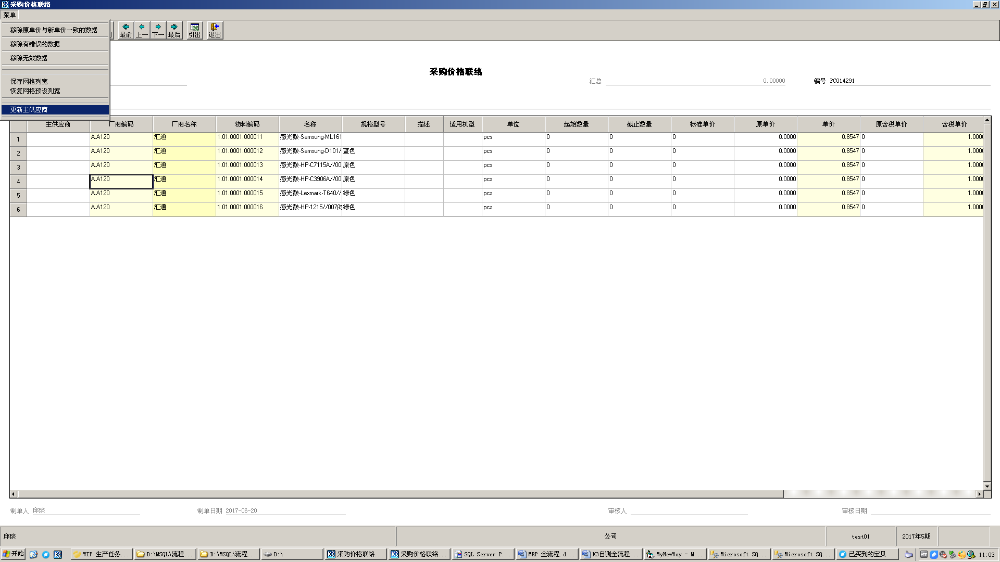 采购价格联络
菜单
移除原单价与新单价一致的数据
移除有错误的数据
移除无效数据
保存网格列宽
恢复网格预设列宽
更新主供应商
最前 上一 下一 最后 引出 退出
采购价格联络
汇总 0.00000 编号 PC014291
主供应商 厂商编码 厂商名称 物料编码 名称 规格型号 描述 适用机型 单位 起始数量 截止数量 标准单价 原单价 单价 原含税单价 含税单价
1 A.A120 汇通 1.01.0001.000011 感光鼓-Samsung-ML161 pcs 0 0 0 0.0000 0.8547 0 1.0000
2 A.A120 汇通 1.01.0001.000012 感光鼓-Samsung-D101/ 蓝色 pcs 0 0 0 0.0000 0.8547 0 1.0000
3 A.A120 汇通 1.01.0001.000013 感光鼓-HP-C7115A//00 原色 pcs 0 0 0 0.0000 0.8547 0 1.0000
4 A.A120 汇通 1.01.0001.000014 感光鼓-HP-C3906A//00 原色 pcs 0 0 0 0.0000 0.8547 0 1.0000
5 A.A120 汇通 1.01.0001.000015 感光鼓-Lexmark-T640// 绿色 pcs 0 0 0 0.0000 0.8547 0 1.0000
6 A.A120 汇通 1.01.0001.000016 感光鼓-HP-1215//007( 绿色 pcs 0 0 0 0.0000 0.8547 0 1.0000
制单人 邱琰 制单日期 2017-06-20 审核人 审核日期
邱琰 公司 test01 2017年5期
开始 WIP 生产任务... D:\MSQL\流程... D:\MSQL\流程... D:\ 采购价格联络... 采购价格联络... SQL Server P... MRP 全流程.d... K3自测全流程... MyNewWay - M... Microsoft SQ... Microsoft SQ... 已买到的宝贝 11:03